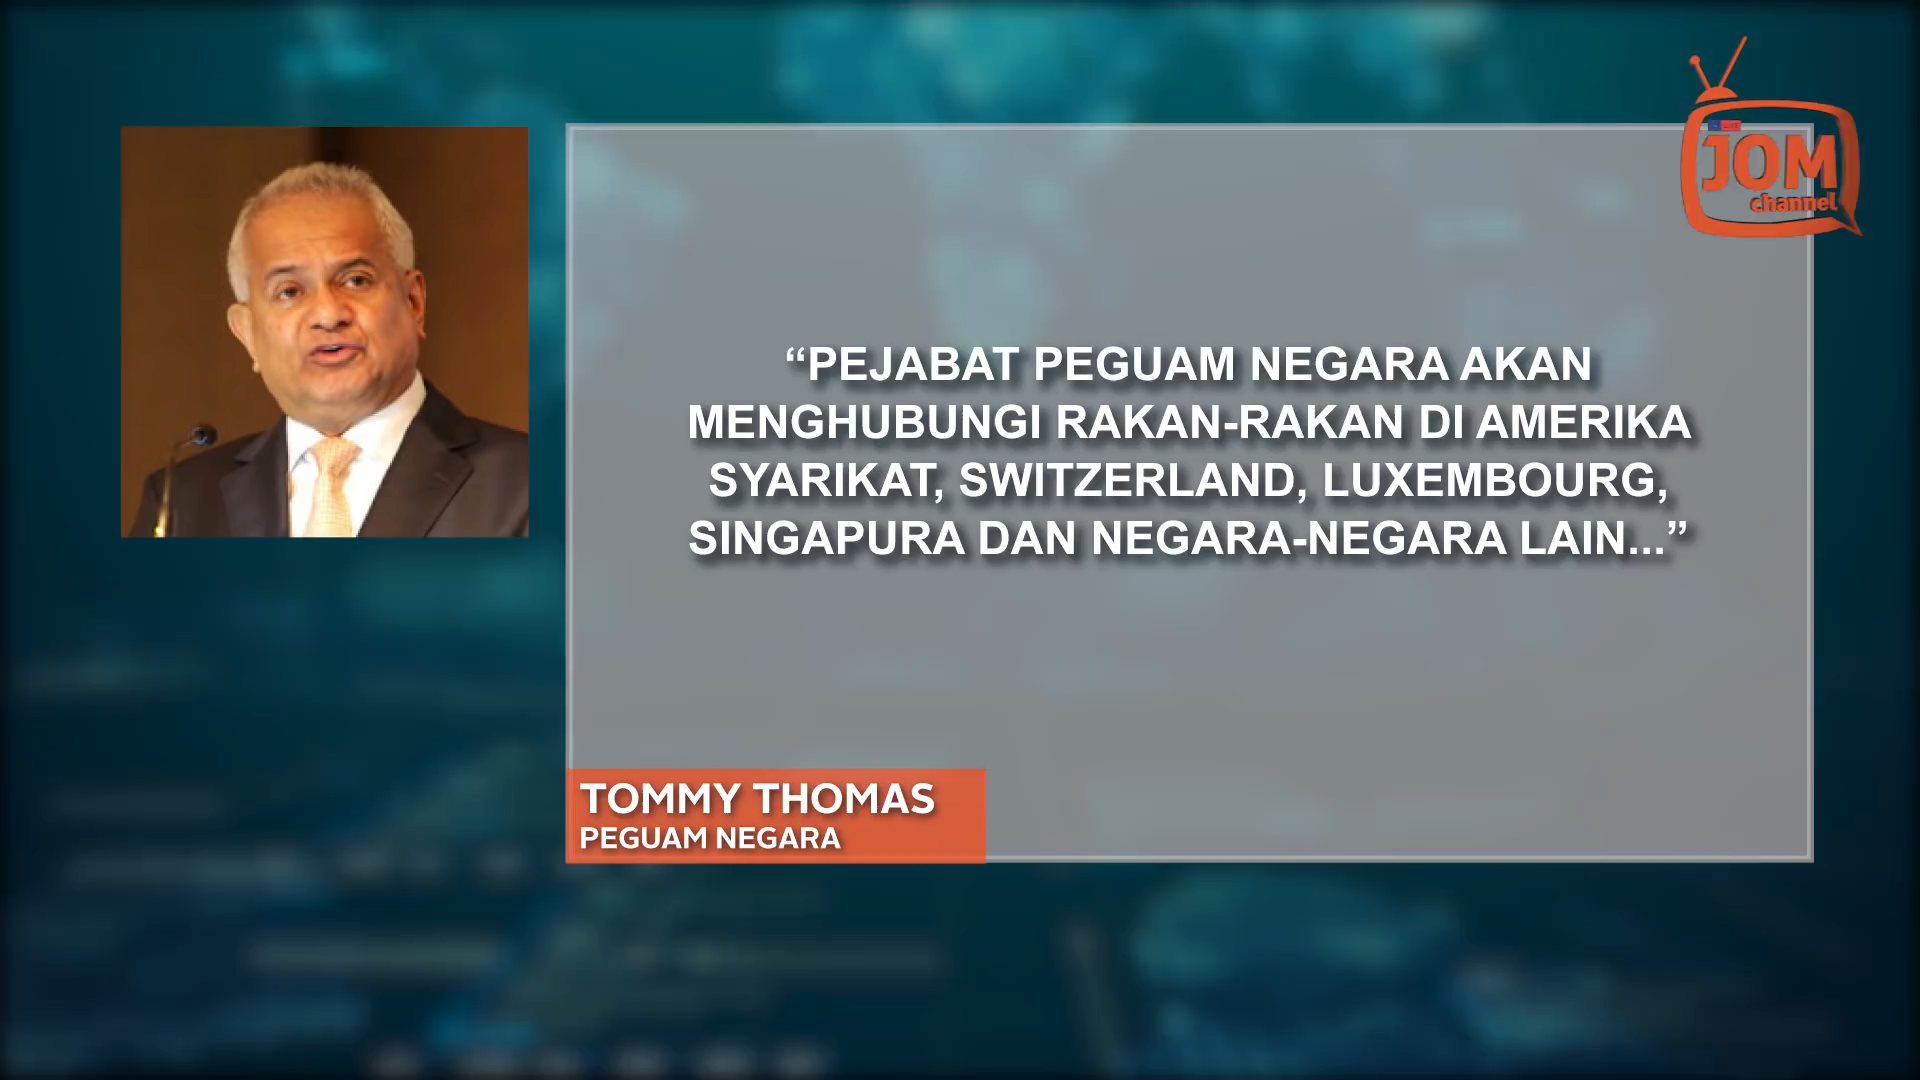 JOM
channel
“PEJABAT PEGUAM NEGARA AKAN
MENGHUBUNGI RAKAN-RAKAN DI AMERIKA
SYARIKAT, SWITZERLAND, LUXEMBOURG,
SINGAPURA DAN NEGARA-NEGARA LAIN...”
TOMMY THOMAS
PEGUAM NEGARA